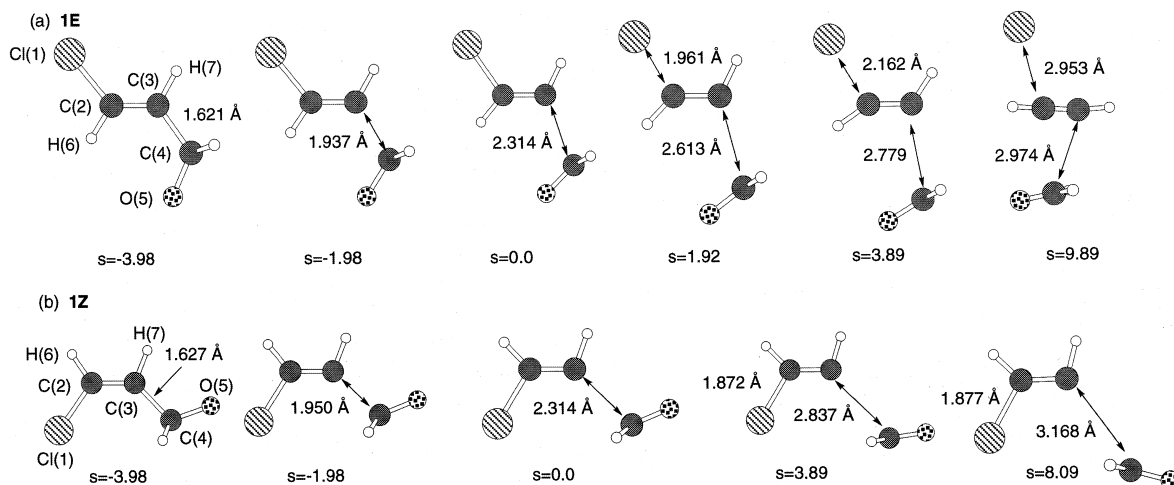 (a) 1E
Cl(1)
C(3)
H(7)
C(2)
1.621 Å
H(6)
C(4)
O(5)
1.937 Å
2.314 Å
1.961 Å
2.613 Å
2.162 Å
2.779
2.953 Å
2.974 Å
s=-3.98
s=-1.98
s=0.0
s=1.92
s=3.89
s=9.89
(b) 1Z
H(7)
H(6)
1.627 Å
C(2)
O(5)
C(3)
C(4)
Cl(1)
1.950 Å
2.314 Å
1.872 Å
2.837 Å
1.877 Å
3.168 Å
s=-3.98
s=-1.98
s=0.0
s=3.89
s=8.09